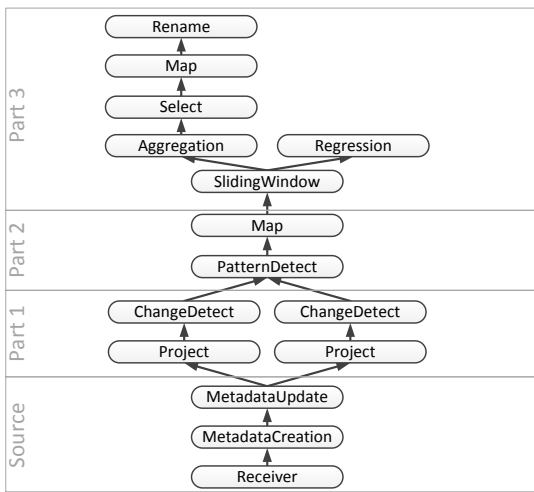 Part 3
Rename
Map
Select
Aggregation
Regression
SlidingWindow
Part 2
Map
PatternDetect
Part 1
ChangeDetect
ChangeDetect
Project
Project
Source
MetadataUpdate
MetadataCreation
Receiver